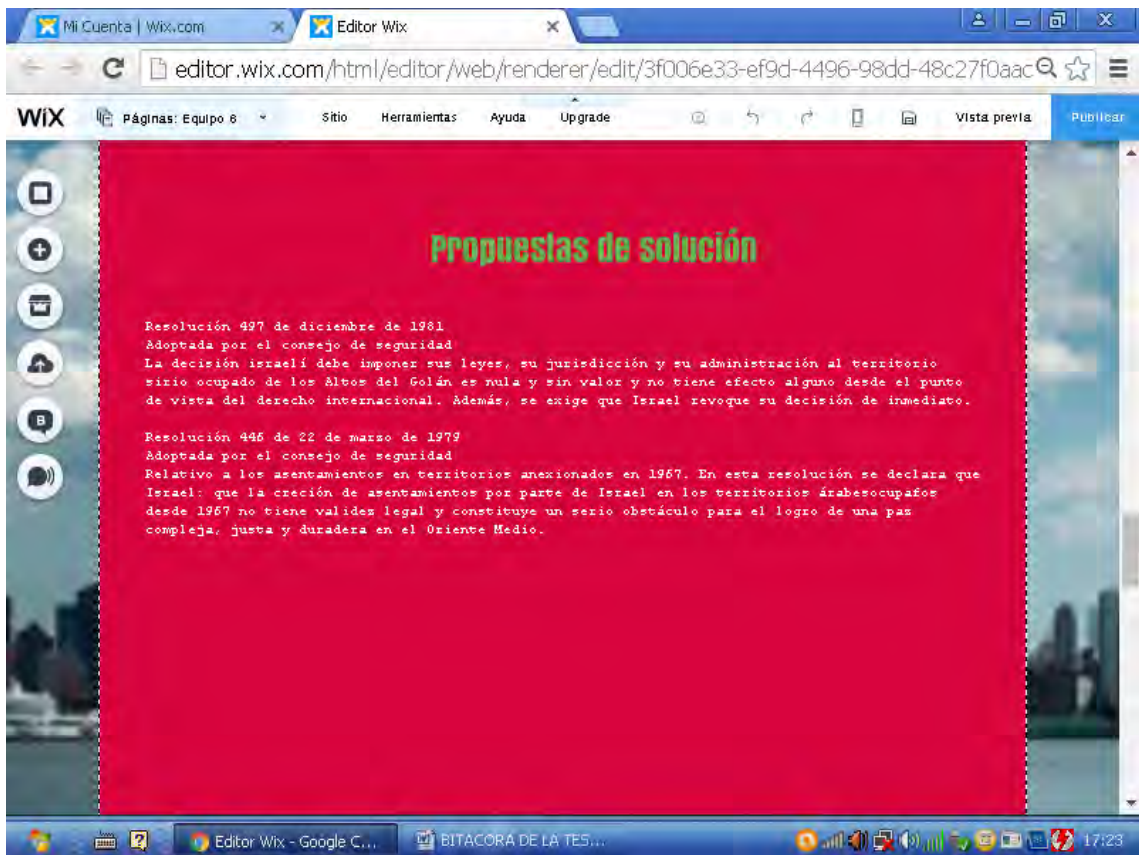 Mi Cuenta | Wix.com
Editor Wix
editor.wix.com/html/editor/web/renderer/edit/3f006e33-ef9d-4496-98dd-48c27f0aac
WiX
Páginas: Equipo 6
Sitio
Herramientas
Ayuda
Upgrade
Vista previa
Publicar
Propuestas de solución
Resolución 497 de diciembre de 1981
Adoptada por el consejo de seguridad
La decisión israelí debe imponer sus leyes, su jurisdicción y su administración al territorio
sirio ocupado de los Altos del Golán es nula y sin valor y no tiene efecto alguno desde el punto
de vista del derecho internacional. Además, se exige que Israel revoque su decisión de inmediato.
Resolución 446 de 22 de marzo de 1979
Adoptada por el consejo de seguridad
Relativo a los asentamientos en territorios anexionados en 1967. En esta resolución se declara que
Israel: que la creción de asentamientos por parte de Israel en los territorios árabesocupafos
desde 1967 no tiene validez legal y constituye un serio obstáculo para el logro de una paz
compleja, justa y duradera en el Oriente Medio.
Editor Wix - Google C...
BITACORA DE LA TES...
17:23